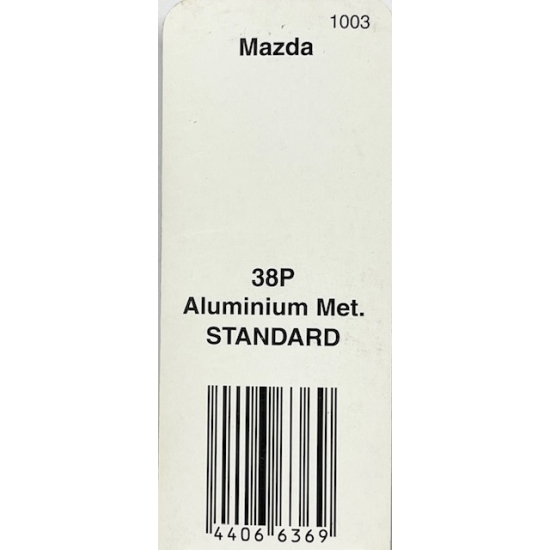 1003
Mazda
38P
Aluminium Met.
STANDARD
4406 6369